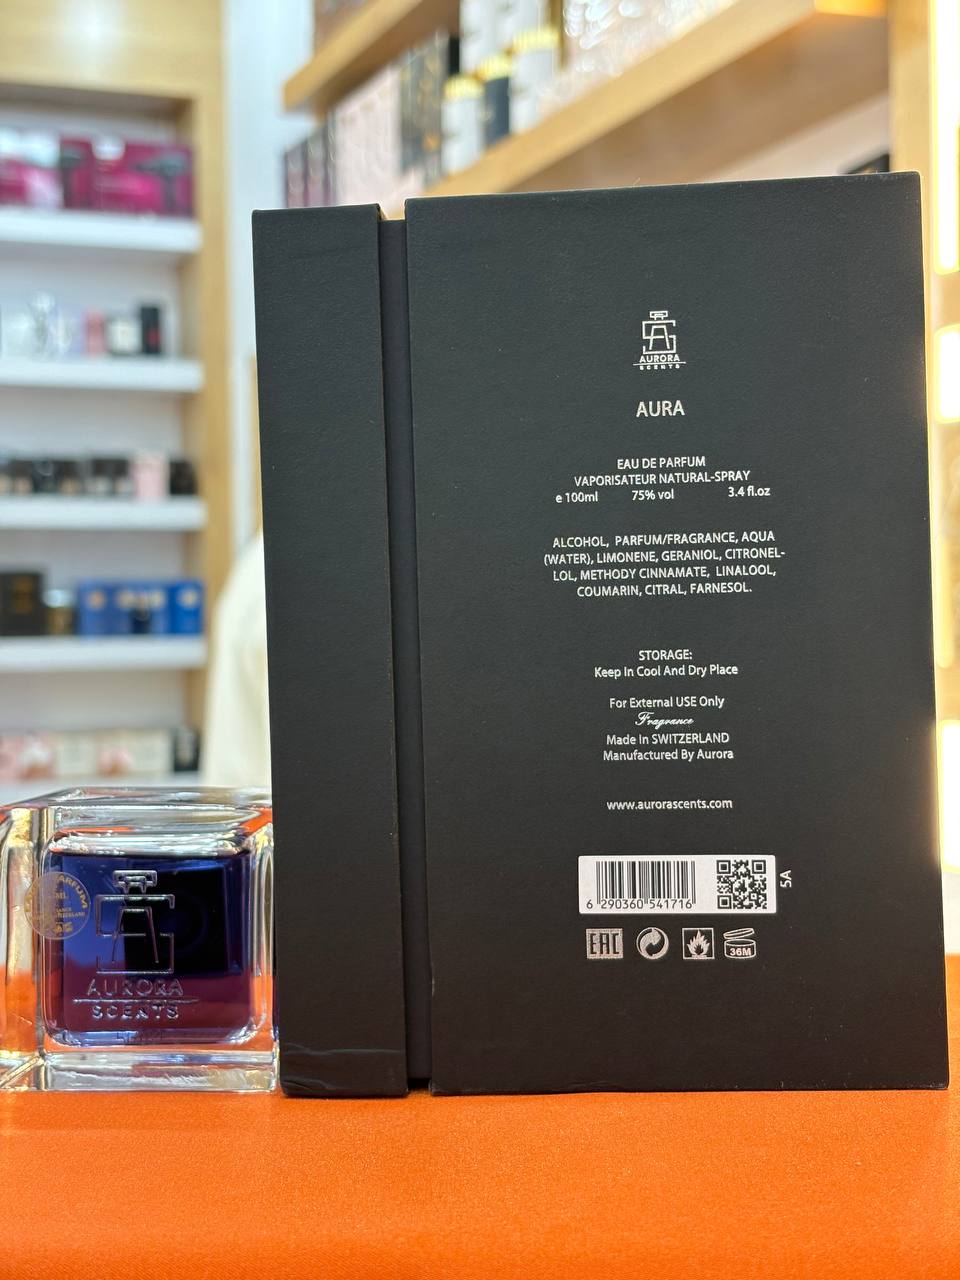 AURORA
SCENTS
AURA
EAU DE PARFUM
VAPORISATEUR NATURAL-SPRAY
e 100ml 75% vol 3.4 fl.oz
ALCOHOL, PARFUM/FRAGRANCE, AQUA
(WATER), LIMONENE, GERANIOL, CITRONEL-
LOL, METHODY CINNAMATE, LINALOOL,
COUMARIN, CITRAL, FARNESOL.
STORAGE:
Keep In Cool And Dry Place
For External USE Only
Fragrance
Made In SWITZERLAND
Manufactured By Aurora
www.aurorascents.com
6 290360 541716
5A
EAC
36M
AURORA
SCENTS